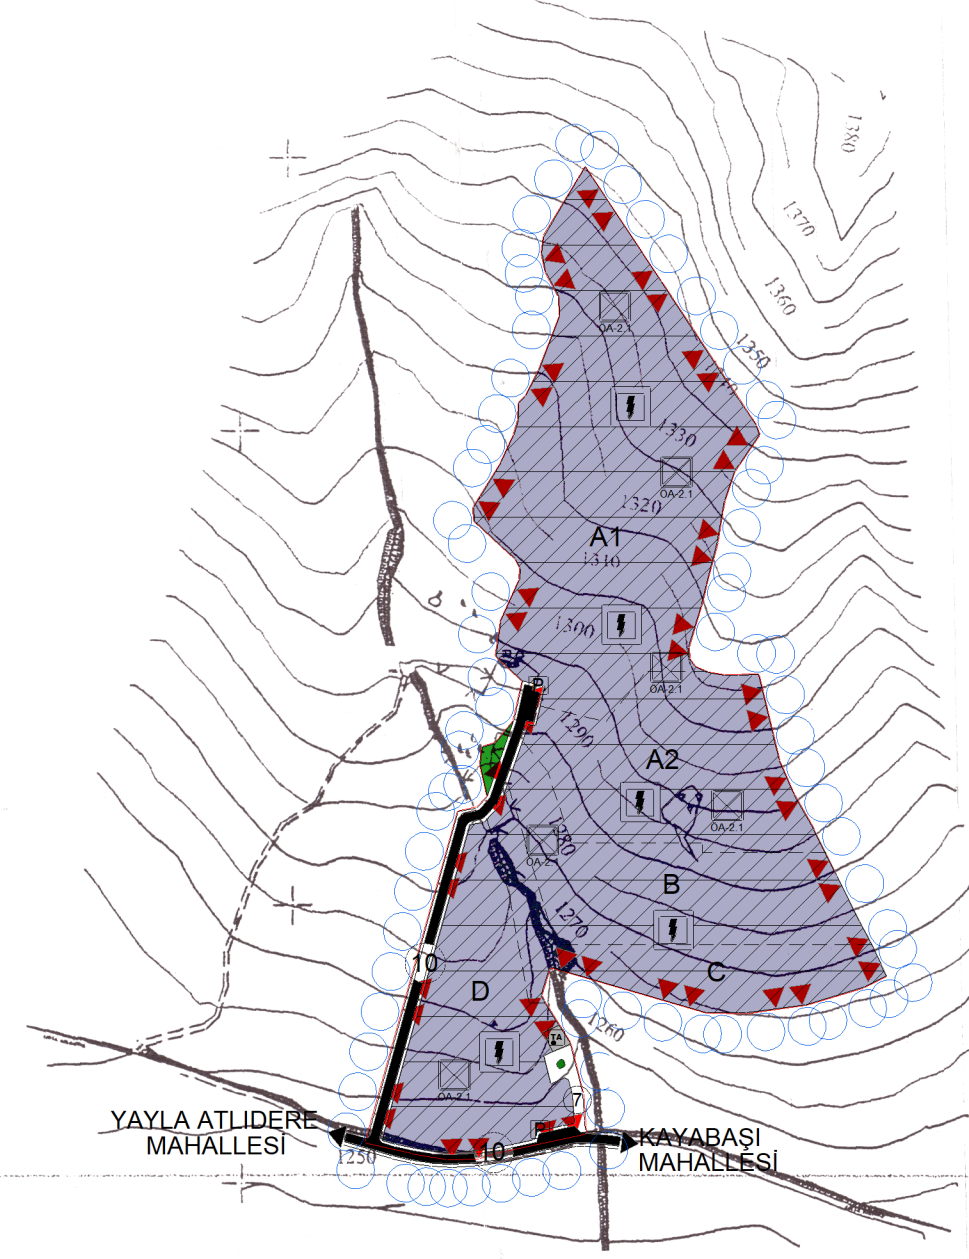 1380
1370
1360
1350
OA-2.1
1330
OA-2.1
1320
A1
1310
1300
OA-2.1
P
1290
A2
OA-2.1
1280
OA-2.1
B
1270
10
C
D
1260
TA
OA-2.1
7
P
YAYLA ATLIDERE
MAHALLESİ
KAYABAŞI
MAHALLESİ
10
1250